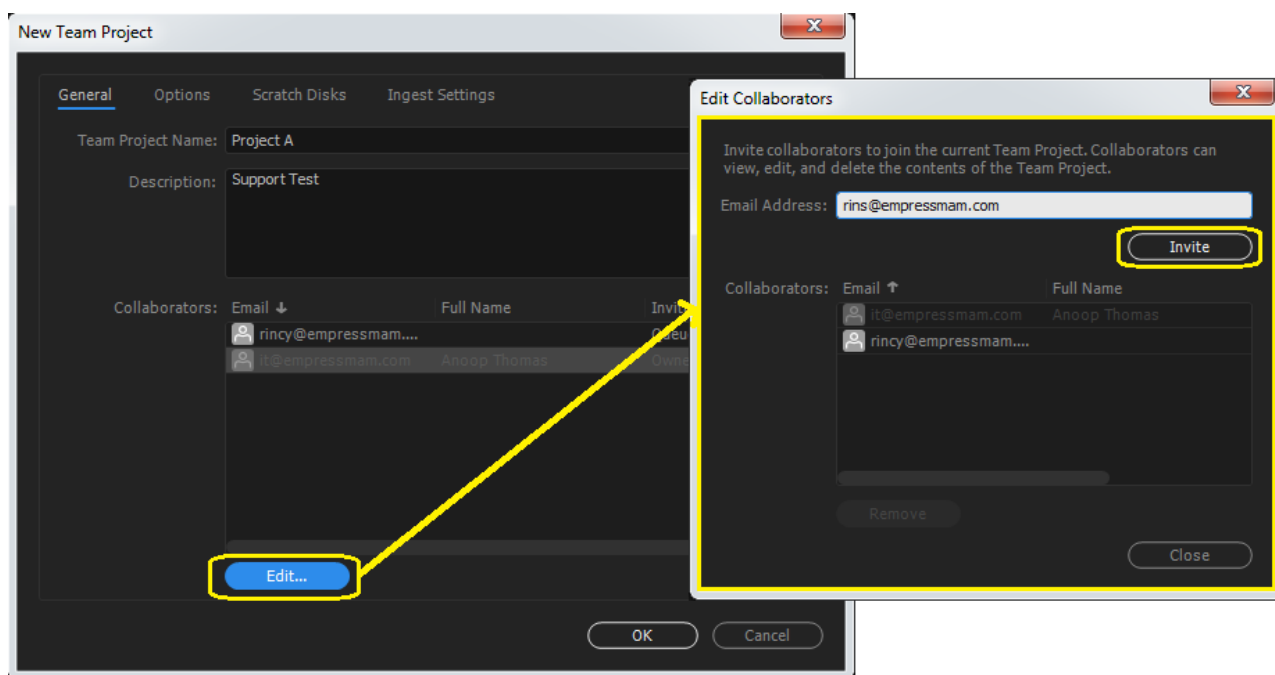 New Team Project
General Options Scratch Disks Ingest Settings
Team Project Name: Project A
Description: Support Test
Collaborators: Email ↓ Full Name Invit
rincy@empressmam....
it@empressmam.com Anoop Thomas Owne
Edit...
OK Cancel
Edit Collaborators
Invite collaborators to join the current Team Project. Collaborators can
view, edit, and delete the contents of the Team Project.
Email Address: rins@empressmam.com
Invite
Collaborators: Email ↑ Full Name
it@empressmam.com Anoop Thomas
rincy@empressmam....
Remove
Close